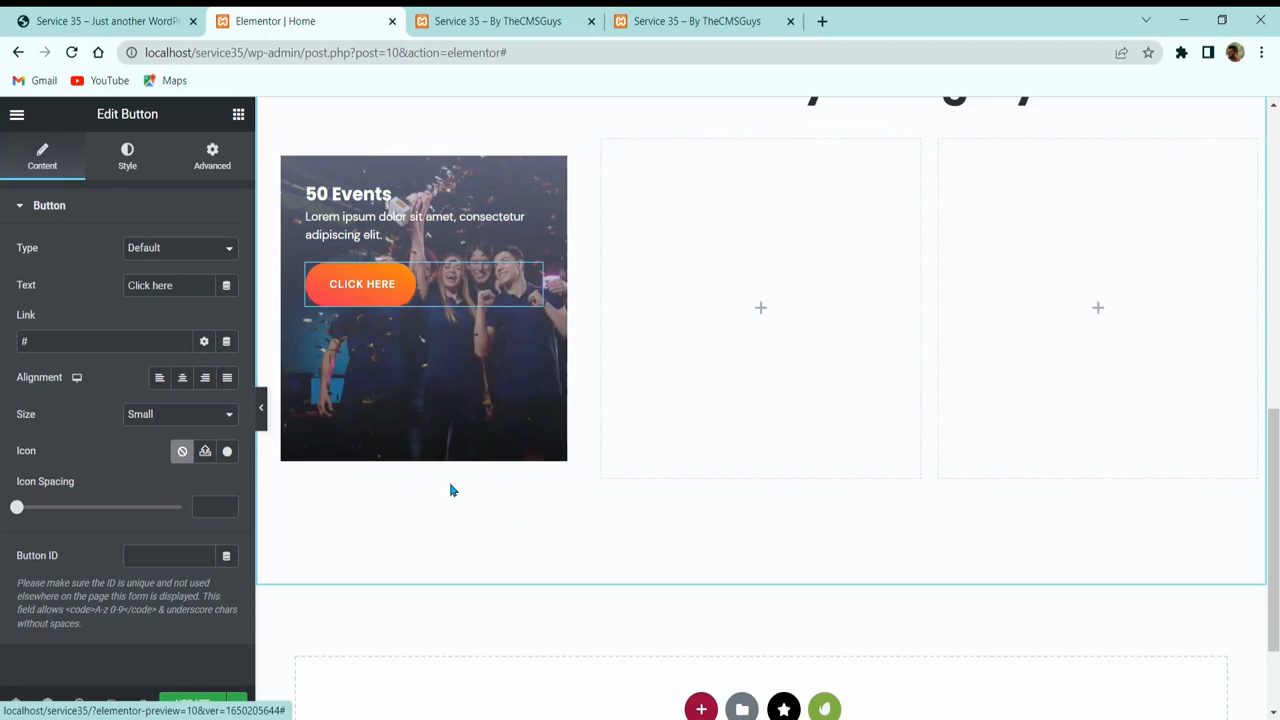 Service 35 – Just another WordPr
Elementor | Home
Service 35 – By TheCMSGuys
Service 35 – By TheCMSGuys
localhost/service35/wp-admin/post.php?post=10&action=elementor#
Gmail
YouTube
Maps
Edit Button
Content
Style
Advanced
Button
Type
Default
Text
Click here
Link
#
Alignment
Size
Small
Icon
Icon Spacing
Button ID
Please make sure the ID is unique and not used
elsewhere on the page this form is displayed. This
field allows <code>A-z 0-9</code> & underscore chars
without spaces.
50 Events
Lorem ipsum dolor sit amet, consectetur
adipiscing elit.
CLICK HERE
localhost/service35/?elementor-preview=10&ver=1650205644#